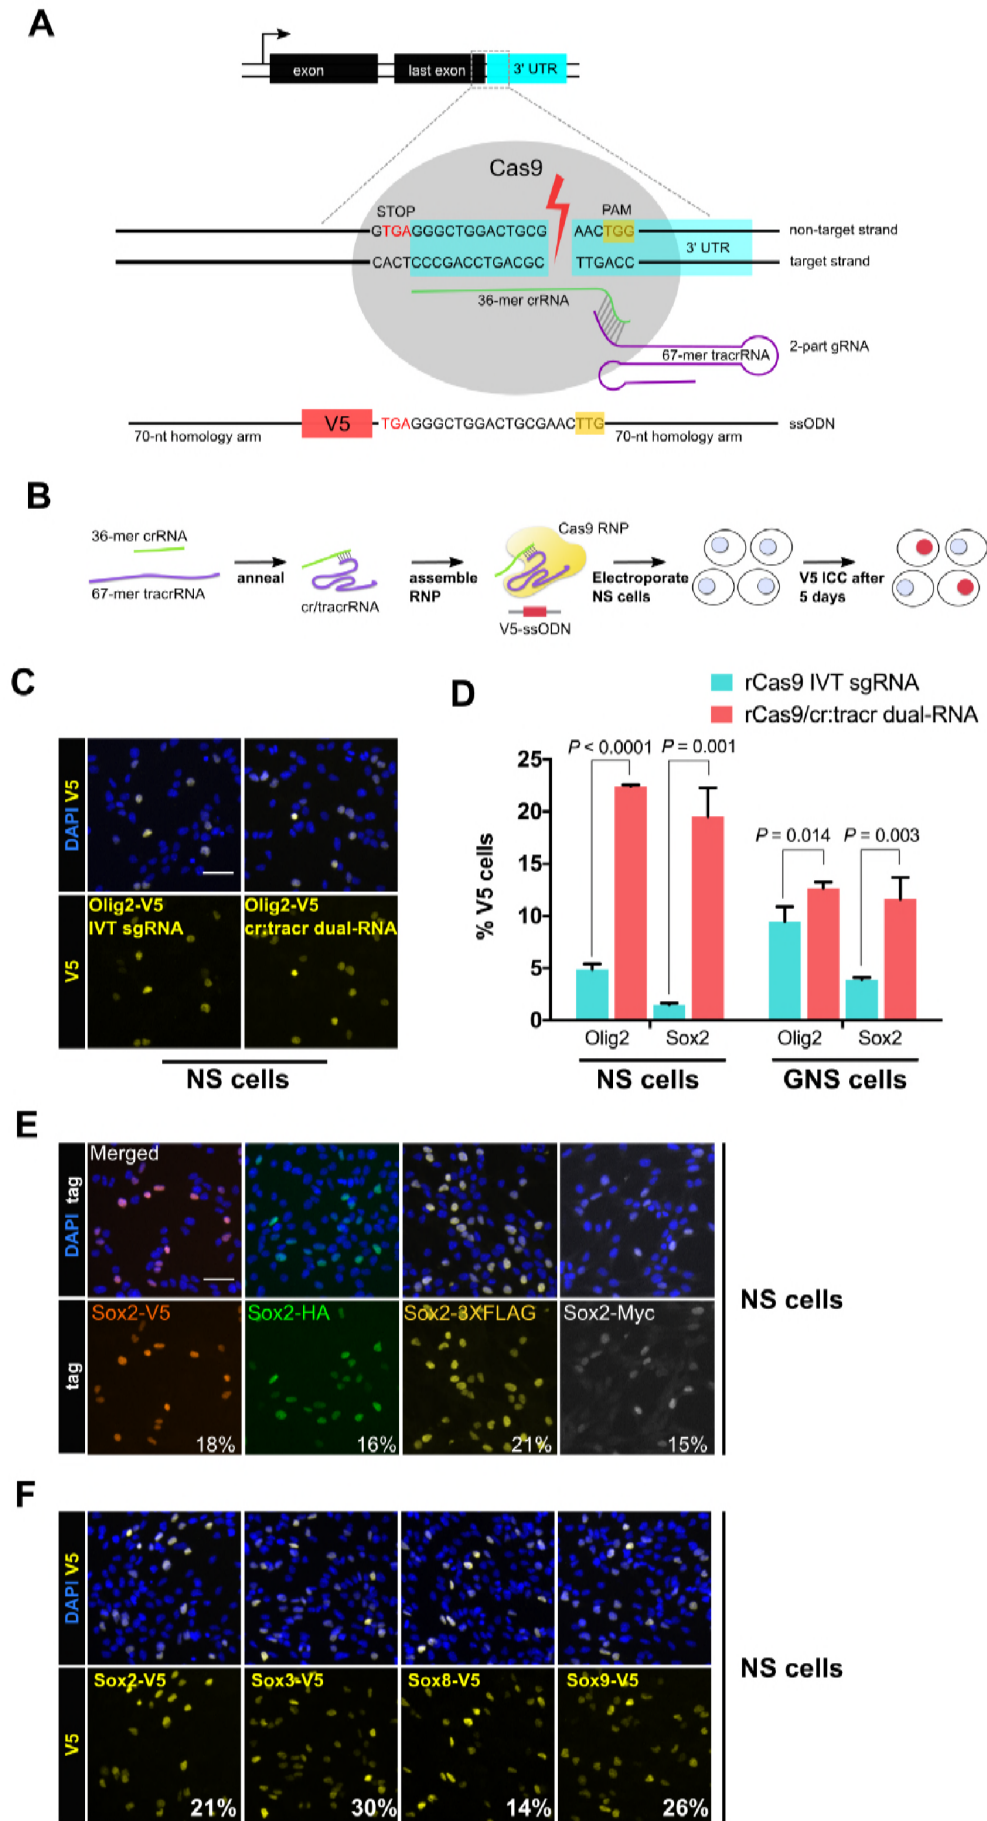 A
exon
last exon
3' UTR
Cas9
STOP
PAM
GTGAGGGCTGGACTGCG
AACTGG
non-target strand
3' UTR
CACTCCCGACCTGACGC
TTGACC
target strand
36-mer crRNA
67-mer tracrRNA
2-part gRNA
V5
TGAGGGCTGGACTGCGAACTTG
ssODN
70-nt homology arm
70-nt homology arm
B
36-mer crRNA
67-mer tracrRNA
anneal
cr/tracrRNA
assemble
RNP
Cas9 RNP
V5-ssODN
Electroporate
NS cells
V5 ICC after
5 days
C
DAPI V5
V5
Olig2-V5
IVT sgRNA
Olig2-V5
cr:tracr dual-RNA
NS cells
D
rCas9 IVT sgRNA
rCas9/cr:tracr dual-RNA
P < 0.0001
P = 0.001
P = 0.014
P = 0.003
% V5 cells
25
20
15
10
5
0
Olig2
Sox2
Olig2
Sox2
NS cells
GNS cells
E
DAPI tag
Merged
tag
Sox2-V5
Sox2-HA
Sox2-3XFLAG
Sox2-Myc
18%
16%
21%
15%
NS cells
F
DAPI V5
V5
Sox2-V5
Sox3-V5
Sox8-V5
Sox9-V5
21%
30%
14%
26%
NS cells